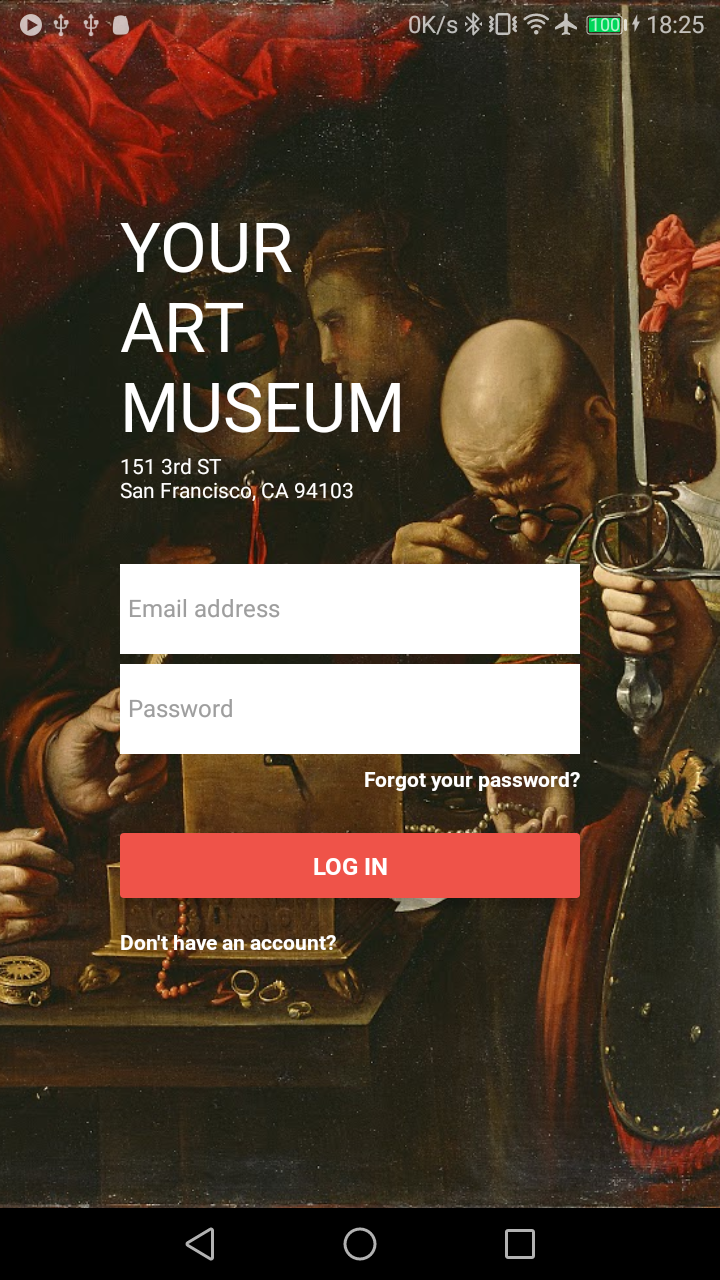 0K/s 100 18:25
YOUR
ART
MUSEUM
151 3rd ST
San Francisco, CA 94103
Email address
Password
Forgot your password?
LOG IN
Don't have an account?